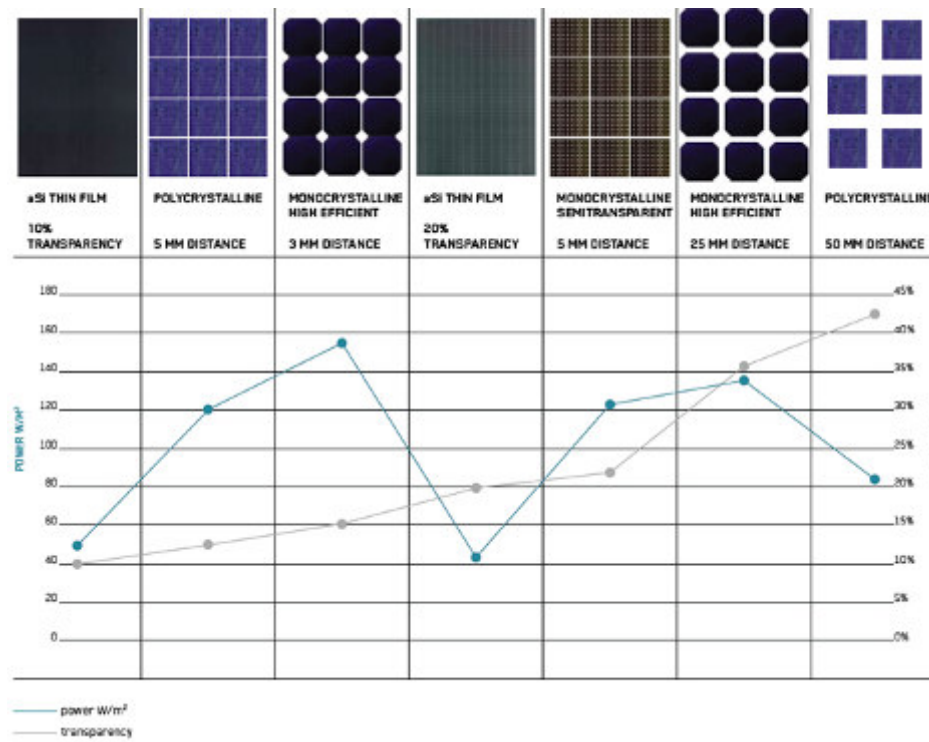 aSi THIN FILM
10%
TRANSPARENCY
POLYCRYSTALLINE
5 MM DISTANCE
MONOCRYSTALLINE
HIGH EFFICIENT
3 MM DISTANCE
aSi THIN FILM
20%
TRANSPARENCY
MONOCRYSTALLINE
SEMITRANSPARENT
5 MM DISTANCE
MONOCRYSTALLINE
HIGH EFFICIENT
25 MM DISTANCE
POLYCRYSTALLINE
50 MM DISTANCE
POWER W/M²
180
160
140
120
100
80
60
40
20
0
45%
40%
35%
30%
25%
20%
15%
10%
5%
0%
power W/m²
transparency